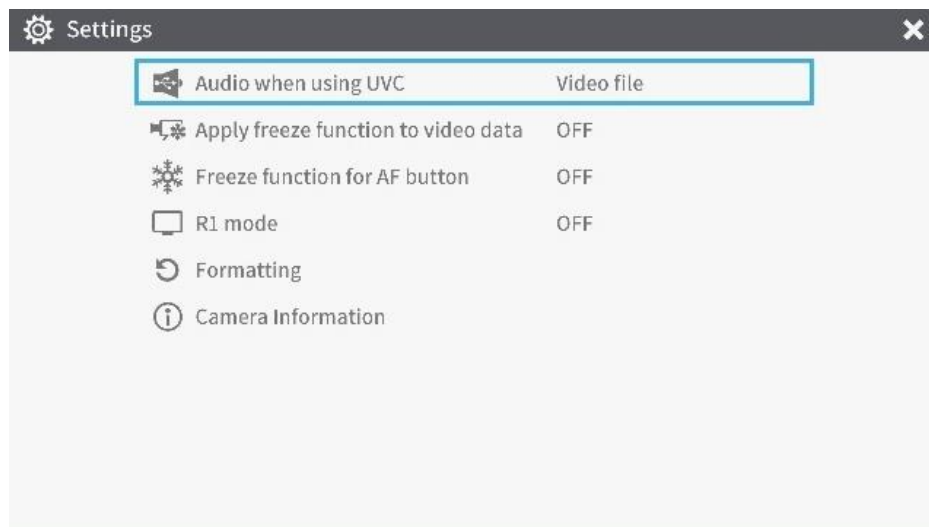 Settings
Audio when using UVC Video file
Apply freeze function to video data OFF
Freeze function for AF button OFF
R1 mode OFF
Formatting
Camera Information